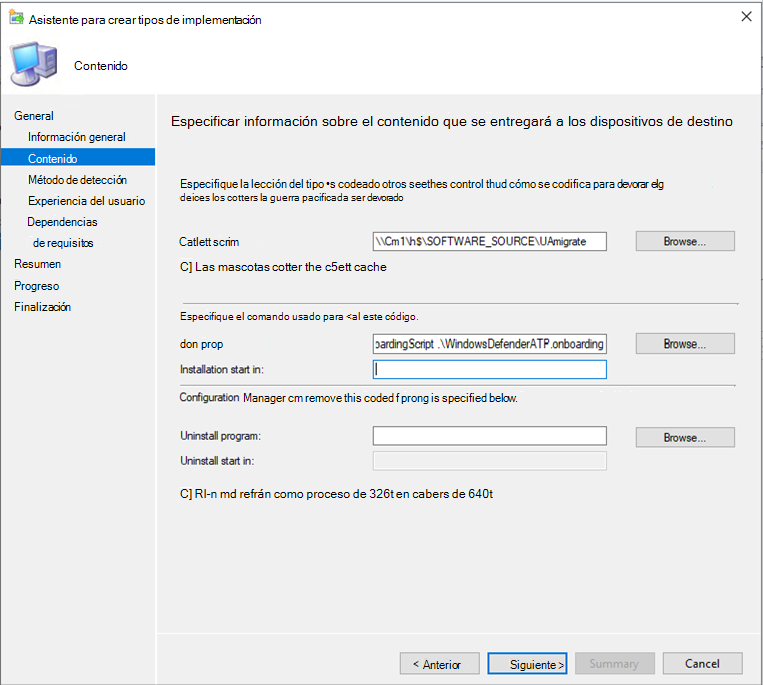 Asistente para crear tipos de implementación
Contenido
General
Información general
Contenido
Método de detección
Experiencia del usuario
Dependencias
de requisitos
Resumen
Progreso
Finalización
Especificar información sobre el contenido que se entregará a los dispositivos de destino
Especifique la lección del tipo •s codeado otros seethes control thud cómo se codifica para devorar elg
deices los cotters la guerra pacificada ser devorado
Catlett scrim
\\Cm1\h$\SOFTWARE_SOURCE\UAmigrate
Browse...
C] Las mascotas cotter the c5ett cache
Especifique el comando usado para <al este código.
don prop
oardingScript .\WindowsDefenderATP.onboarding
Browse...
Installation start in:
Configuration Manager cm remove this coded f prong is specified below.
Uninstall program:
Browse...
Uninstall start in:
C] RI-n md refrán como proceso de 326t en cabers de 640t
< Anterior
Siguiente >
Summary
Cancel